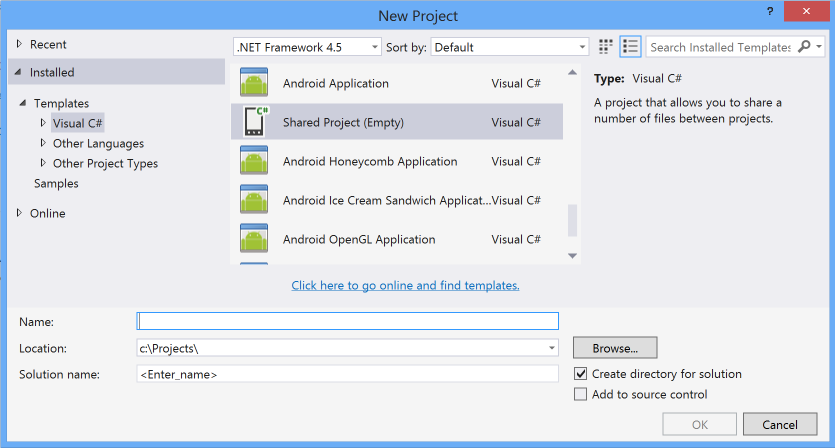 New Project
?
Recent
Installed
Templates
Visual C#
Other Languages
Other Project Types
Samples
Online
.NET Framework 4.5
Sort by:
Default
Search Installed Templates
Android Application
Visual C#
C#
Shared Project (Empty)
Visual C#
Android Honeycomb Application
Visual C#
Android Ice Cream Sandwich Applicat...
Visual C#
Android OpenGL Application
Visual C#
Type: Visual C#
A project that allows you to share a
number of files between projects.
Click here to go online and find templates.
Name:
Location:
c:\Projects\
Browse...
Solution name:
<Enter_name>
Create directory for solution
Add to source control
OK
Cancel